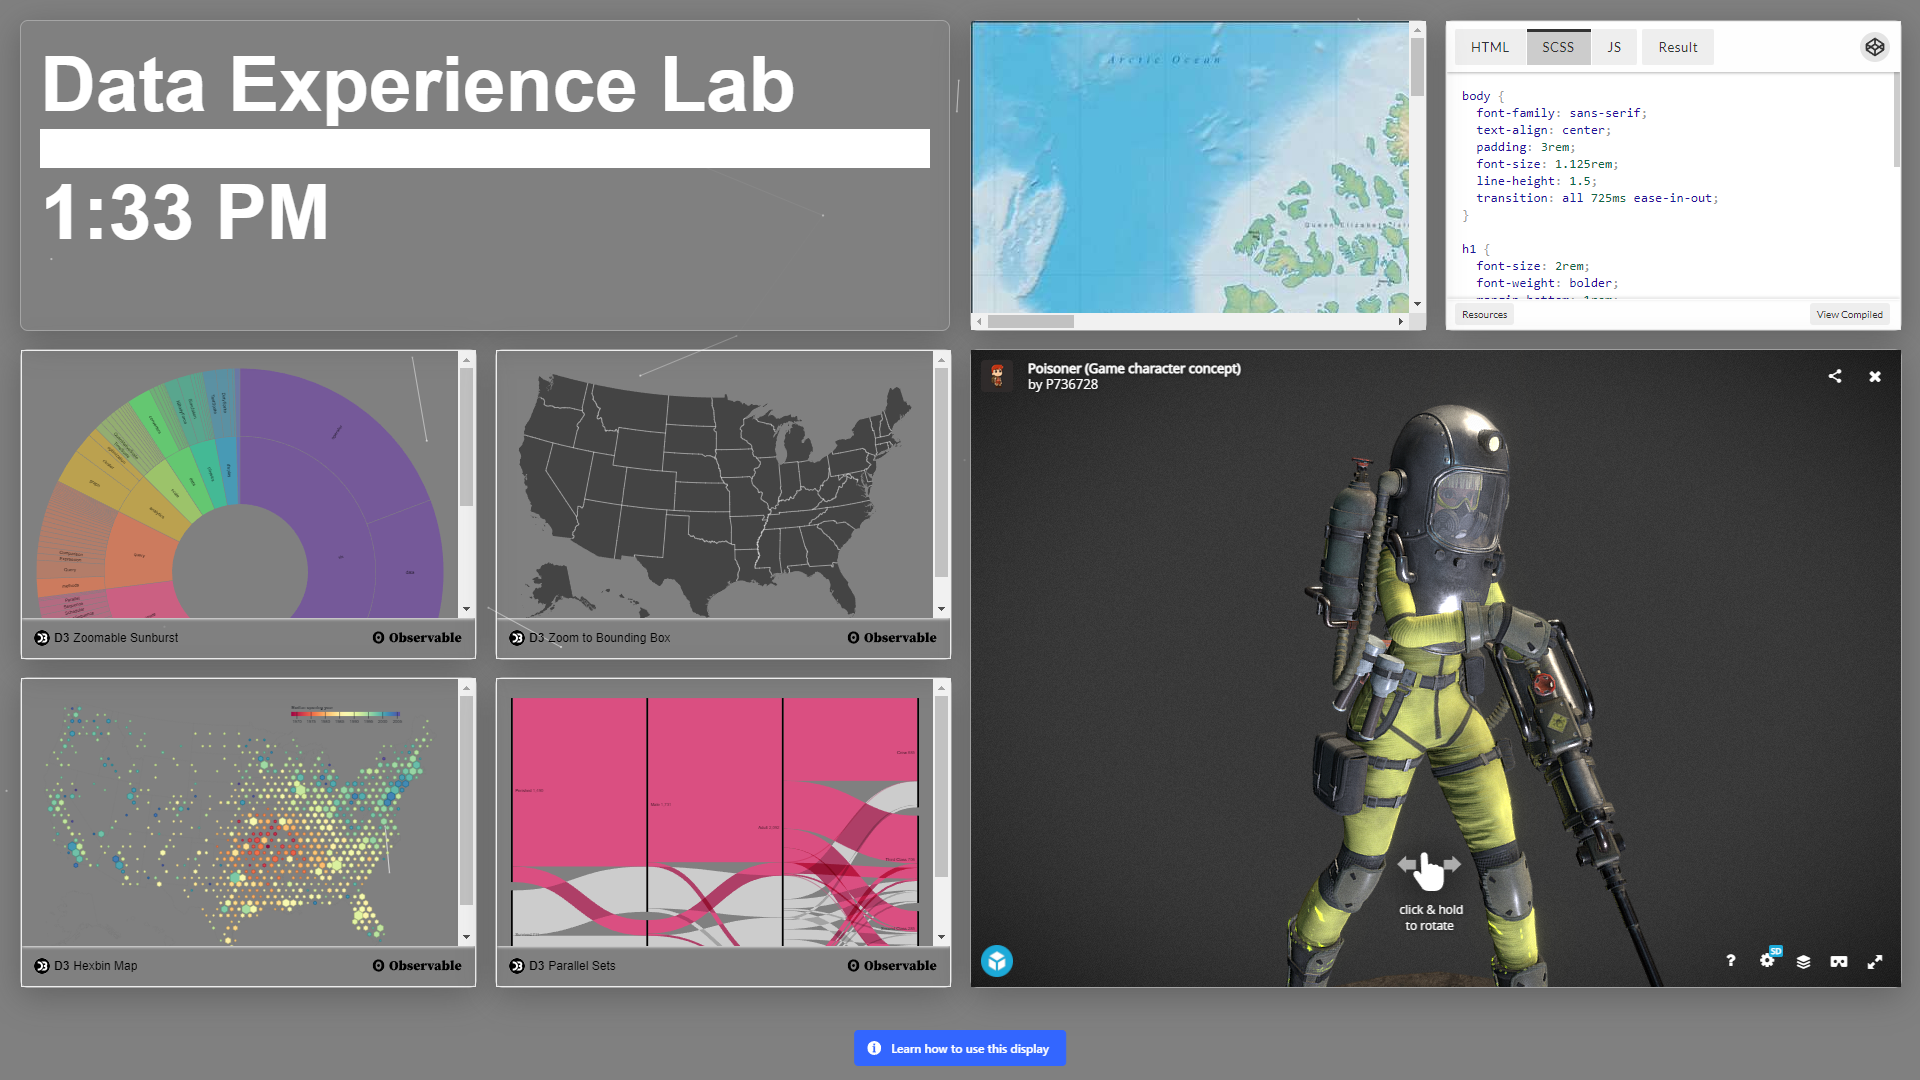 Data Experience Lab
1:33 PM
Arctic Ocean
Queen Elizabeth
HTML
SCSS
JS
Result
body {
font-family: sans-serif;
text-align: center;
padding: 3rem;
font-size: 1.125rem;
line-height: 1.5;
transition: all 725ms ease-in-out;
}
h1 {
font-size: 2rem;
font-weight: bolder;
Resources
View Compiled
D3 Zoomable Sunburst
Observable
D3 Zoom to Bounding Box
Observable
Poisoner (Game character concept)
by P736728
click & hold
to rotate
?
SD
D3 Hexbin Map
Observable
D3 Parallel Sets
Observable
Learn how to use this display